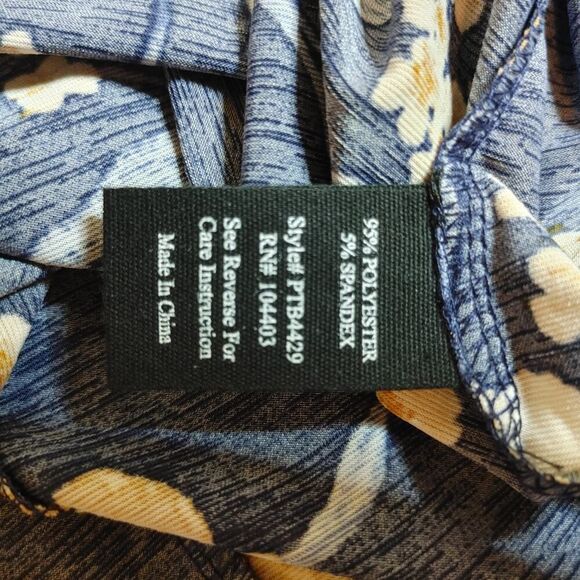 95% POLYESTER
5% SPANDEX
Style# PTB4429
RN# 104403
See Reverse For
Care Instruction
Made In China